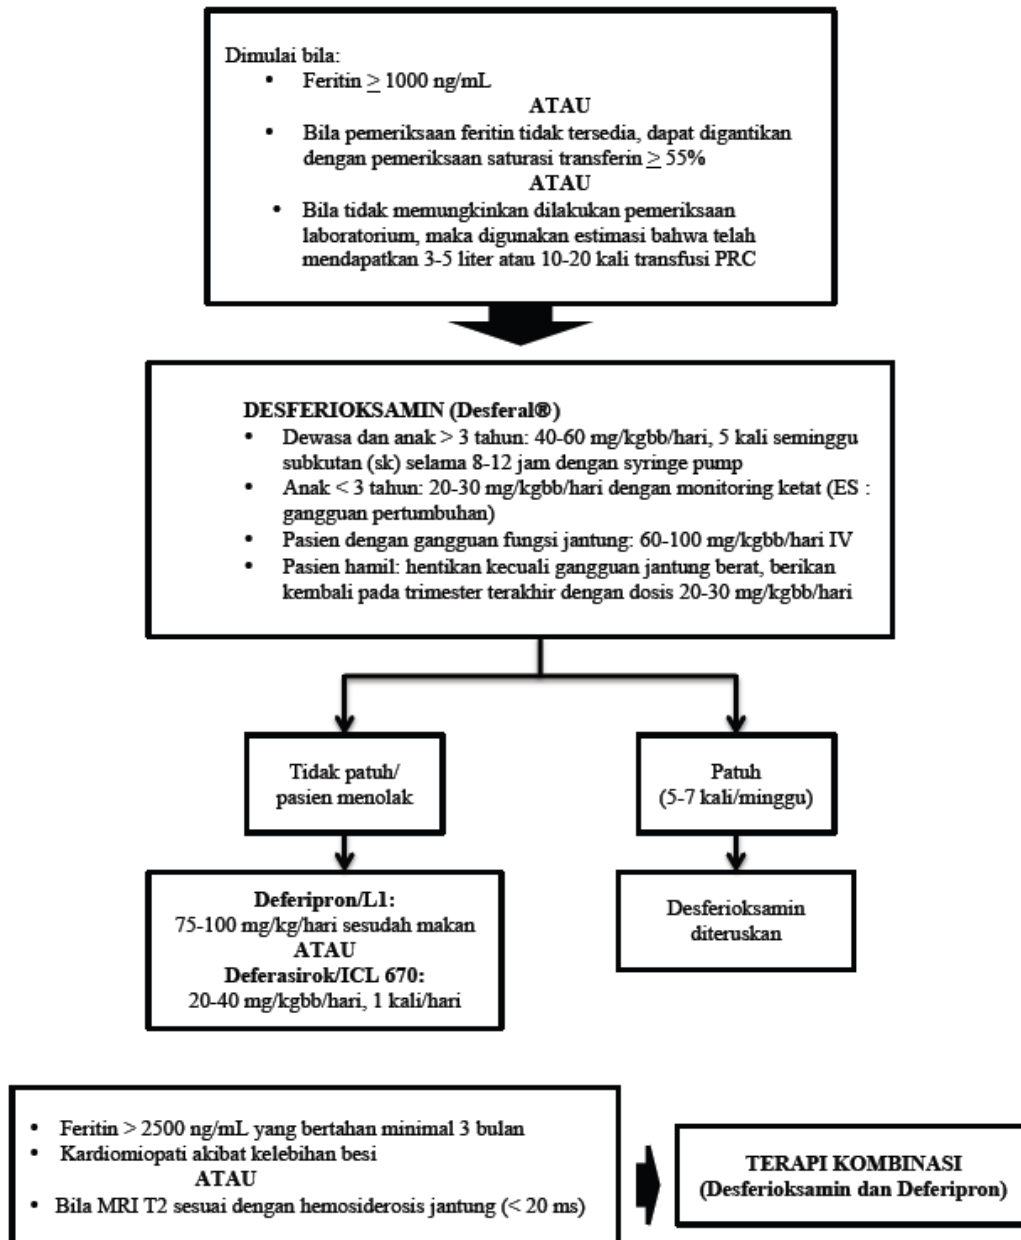 Dimulai bila:
• Feritin ≥ 1000 ng/mL
ATAU
• Bila pemeriksaan feritin tidak tersedia, dapat digantikan
dengan pemeriksaan saturasi transferin ≥ 55%
ATAU
• Bila tidak memungkinkan dilakukan pemeriksaan
laboratorium, maka digunakan estimasi bahwa telah
mendapatkan 3-5 liter atau 10-20 kali transfusi PRC
DESFERIOKSAMIN (Desferal®)
• Dewasa dan anak > 3 tahun: 40-60 mg/kgbb/hari, 5 kali seminggu
subkutan (sk) selama 8-12 jam dengan syringe pump
• Anak < 3 tahun: 20-30 mg/kgbb/hari dengan monitoring ketat (ES :
gangguan pertumbuhan)
• Pasien dengan gangguan fungsi jantung: 60-100 mg/kgbb/hari IV
• Pasien hamil: hentikan kecuali gangguan jantung berat, berikan
kembali pada trimester terakhir dengan dosis 20-30 mg/kgbb/hari
Tidak patuh/
pasien menolak
Patuh
(5-7 kali/minggu)
Deferipron/L1:
75-100 mg/kg/hari sesudah makan
ATAU
Deferasirok/ICL 670:
20-40 mg/kgbb/hari, 1 kali/hari
Desferioksamin
diteruskan
• Feritin > 2500 ng/mL yang bertahan minimal 3 bulan
• Kardiomiopati akibat kelebihan besi
ATAU
• Bila MRI T2 sesuai dengan hemosiderosis jantung (< 20 ms)
TERAPI KOMBINASI
(Desferioksamin dan Deferipron)